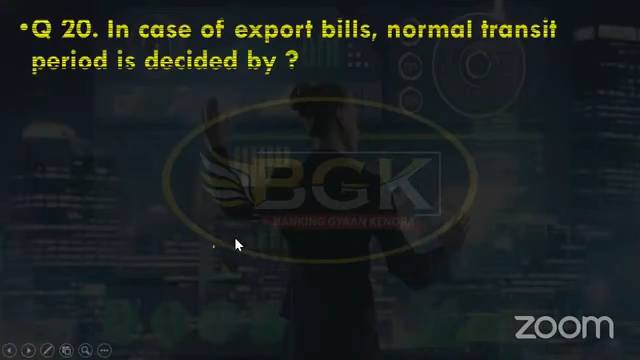 •Q 20. In case of export bills, normal transit
period is decided by ?
BGK
BANKING GYAAN KENDRA
zoom